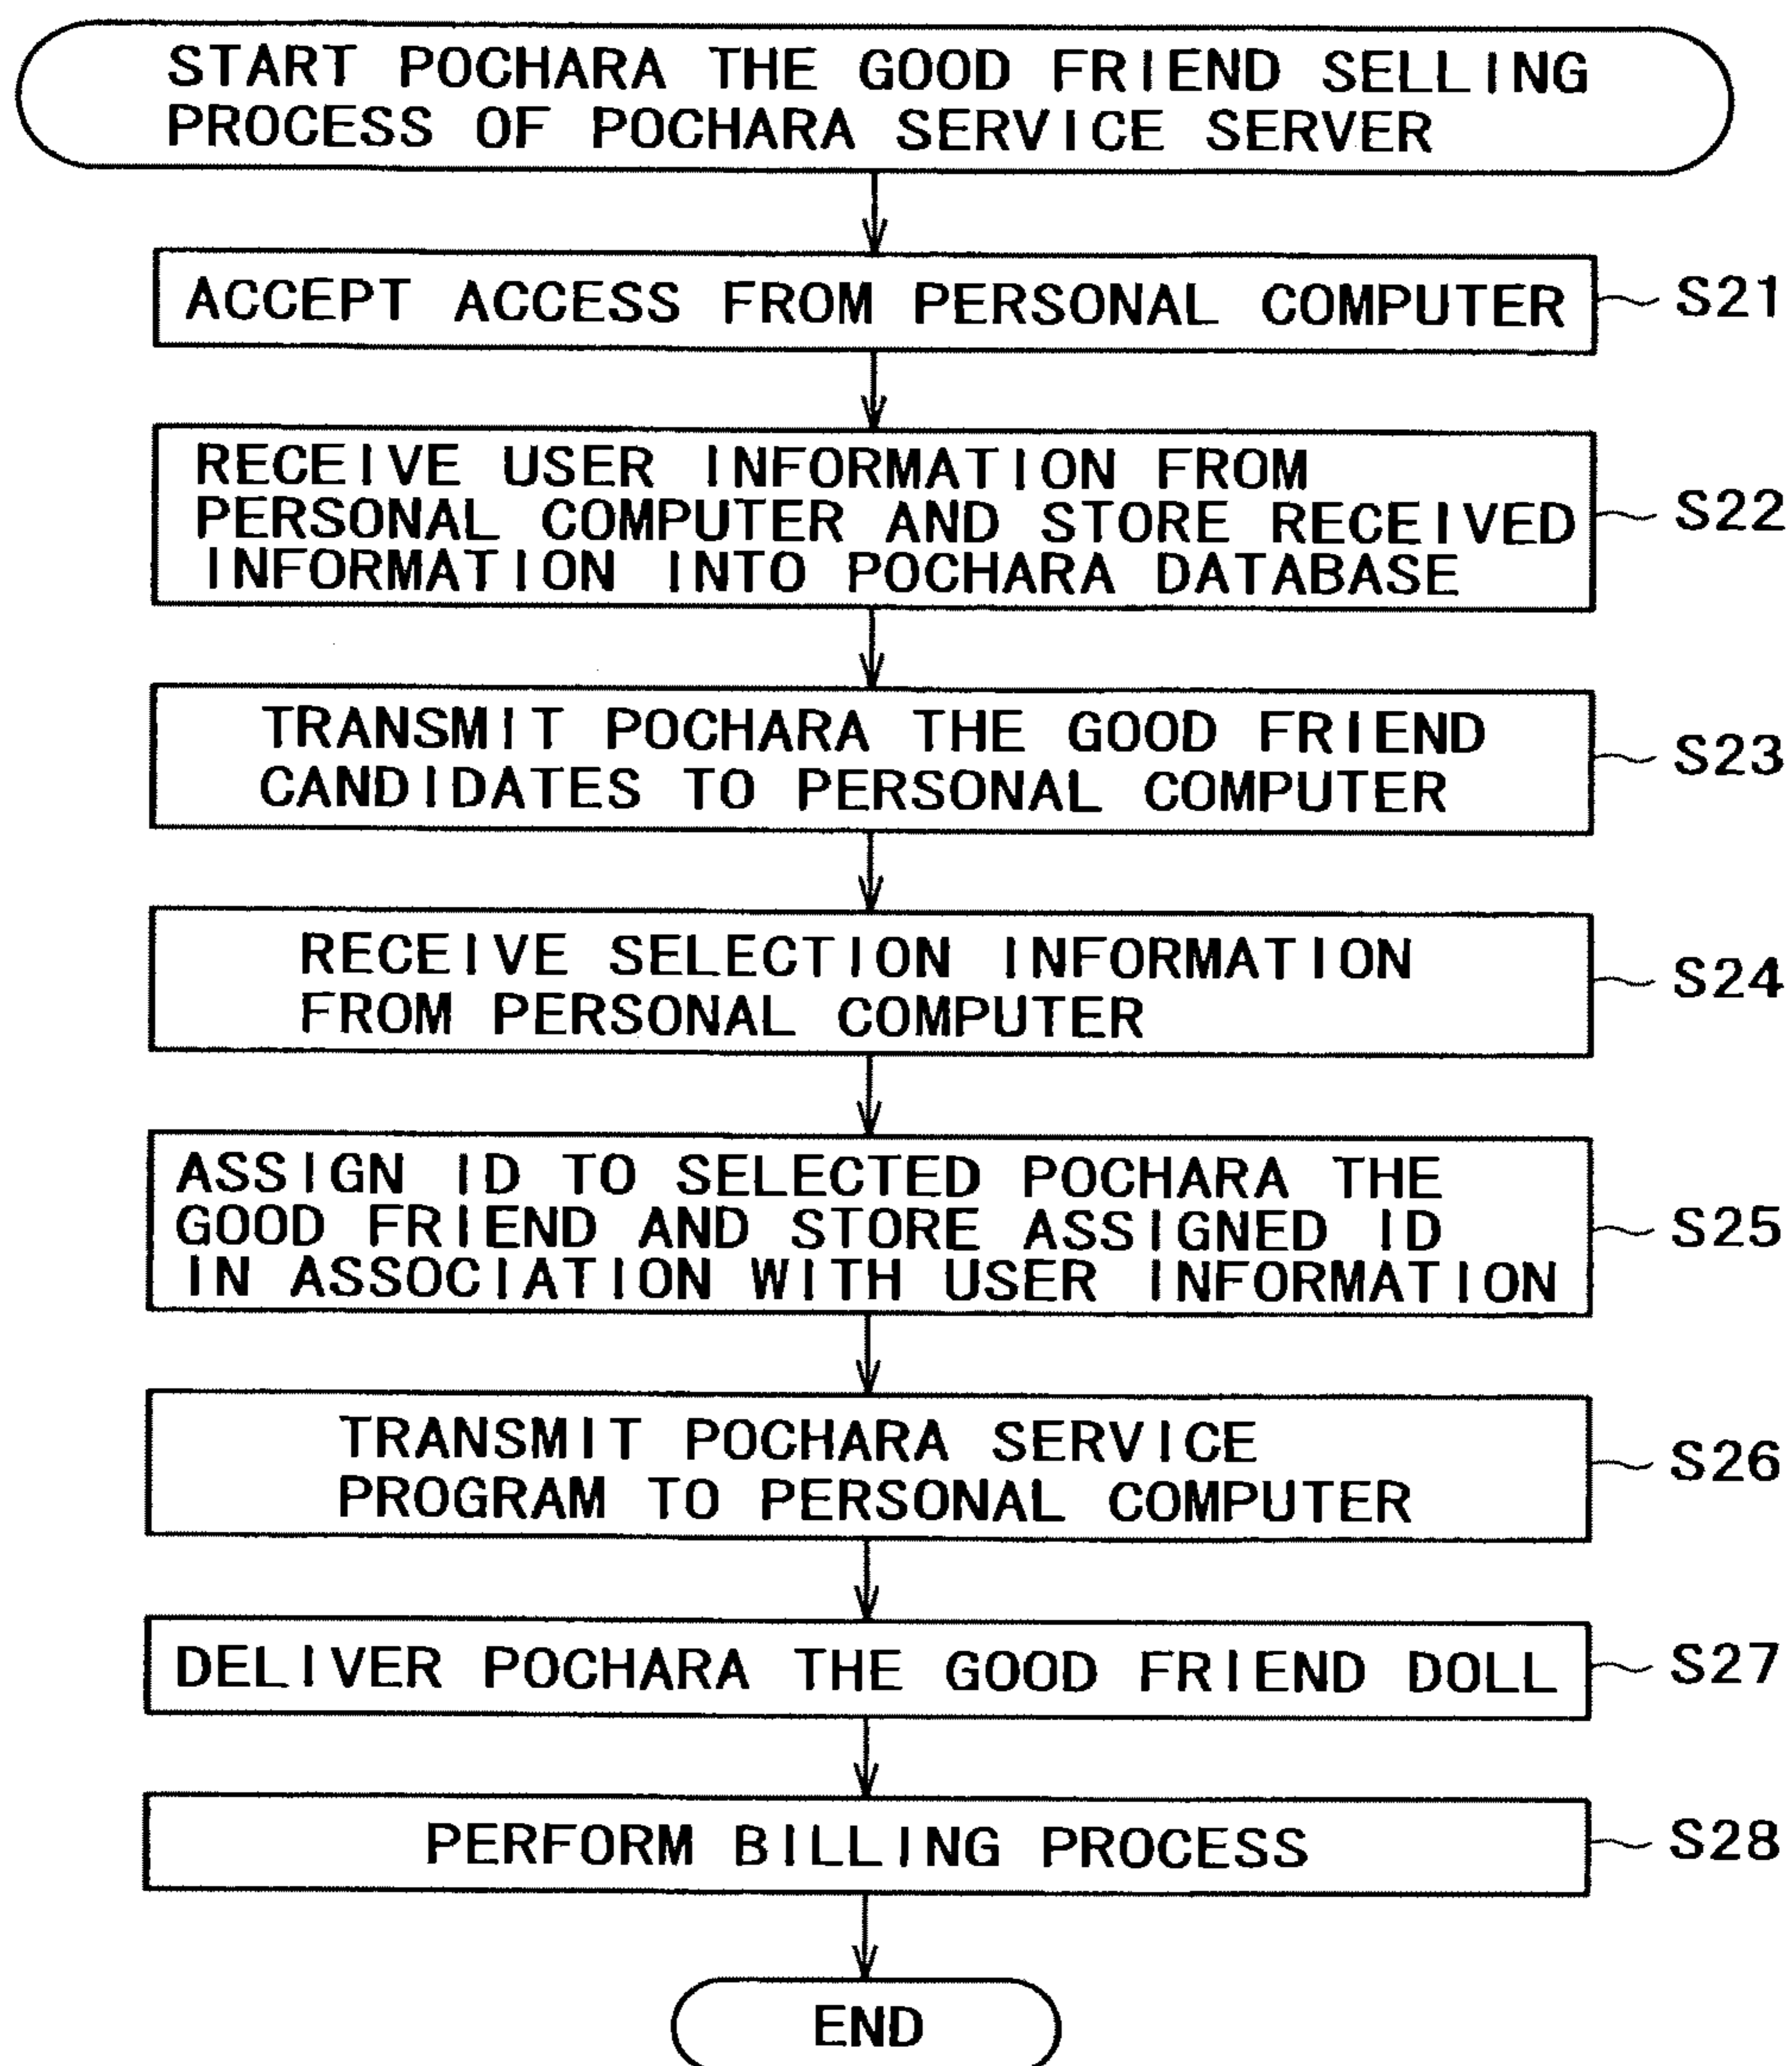 START POCHARA THE GOOD FRIEND SELLING
PROCESS OF POCHARA SERVICE SERVER
ACCEPT ACCESS FROM PERSONAL COMPUTER
S21
RECEIVE USER INFORMATION FROM
PERSONAL COMPUTER AND STORE RECEIVED
INFORMATION INTO POCHARA DATABASE
S22
TRANSMIT POCHARA THE GOOD FRIEND
CANDIDATES TO PERSONAL COMPUTER
S23
RECEIVE SELECTION INFORMATION
FROM PERSONAL COMPUTER
S24
ASSIGN ID TO SELECTED POCHARA THE
GOOD FRIEND AND STORE ASSIGNED ID
IN ASSOCIATION WITH USER INFORMATION
S25
TRANSMIT POCHARA SERVICE
PROGRAM TO PERSONAL COMPUTER
S26
DELIVER POCHARA THE GOOD FRIEND DOLL
S27
PERFORM BILLING PROCESS
S28
END